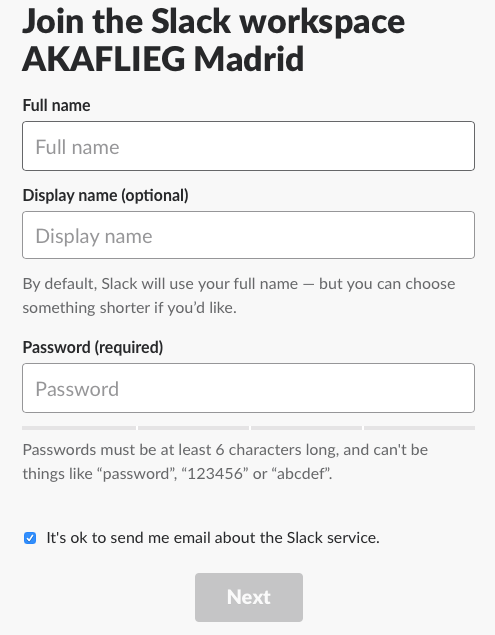 Join the Slack workspace
AKAFLIEG Madrid
Full name
Full name
Display name (optional)
Display name
By default, Slack will use your full name — but you can choose
something shorter if you’d like.
Password (required)
Password
Passwords must be at least 6 characters long, and can't be
things like “password”, “123456” or “abcdef”.
It's ok to send me email about the Slack service.
Next